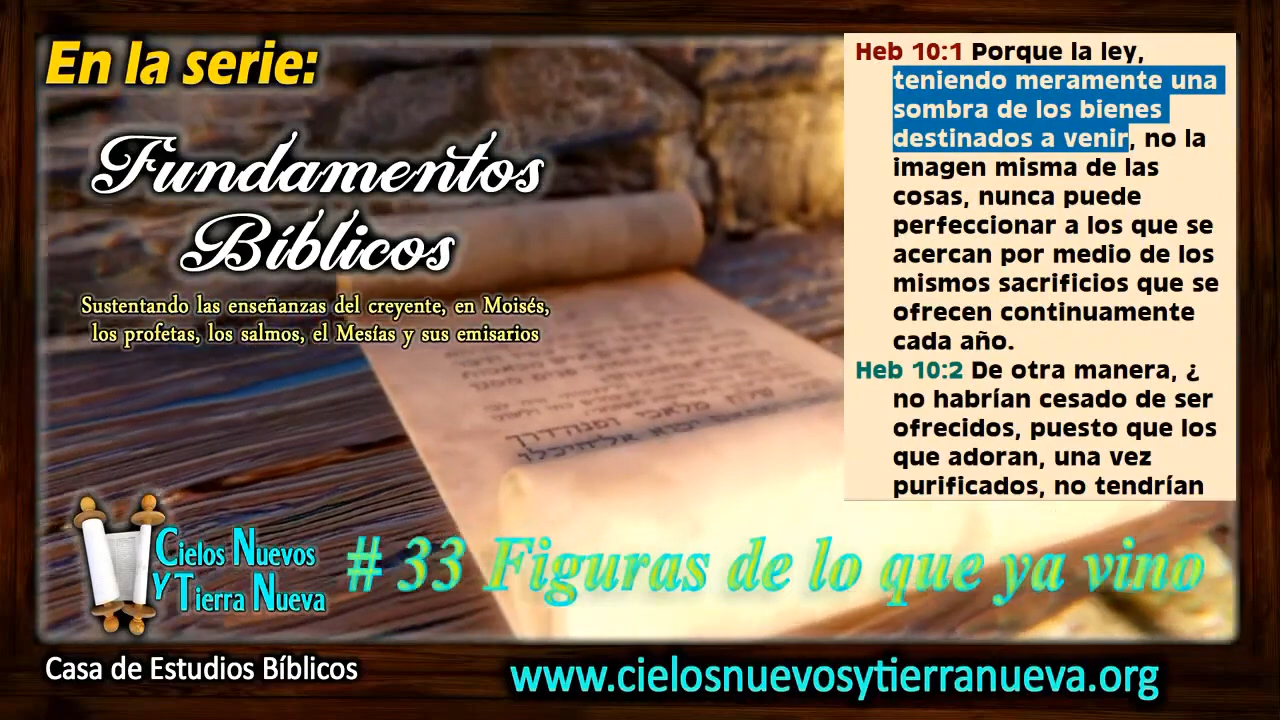 En la serie:
Fundamentos
Bíblicos
Sustentando las enseñanzas del creyente, en Moisés,
los profetas, los salmos, el Mesías y sus emisarios
Heb 10:1 Porque la ley,
teniendo meramente una
sombra de los bienes
destinados a venir, no la
imagen misma de las
cosas, nunca puede
perfeccionar a los que se
acercan por medio de los
mismos sacrificios que se
ofrecen continuamente
cada año.
Heb 10:2 De otra manera, ¿
no habrían cesado de ser
ofrecidos, puesto que los
que adoran, una vez
purificados, no tendrían
Cielos Nuevos
Y Tierra Nueva
# 33 Figuras de lo que ya vino
Casa de Estudios Bíblicos
www.cielosnuevosytierranueva.org